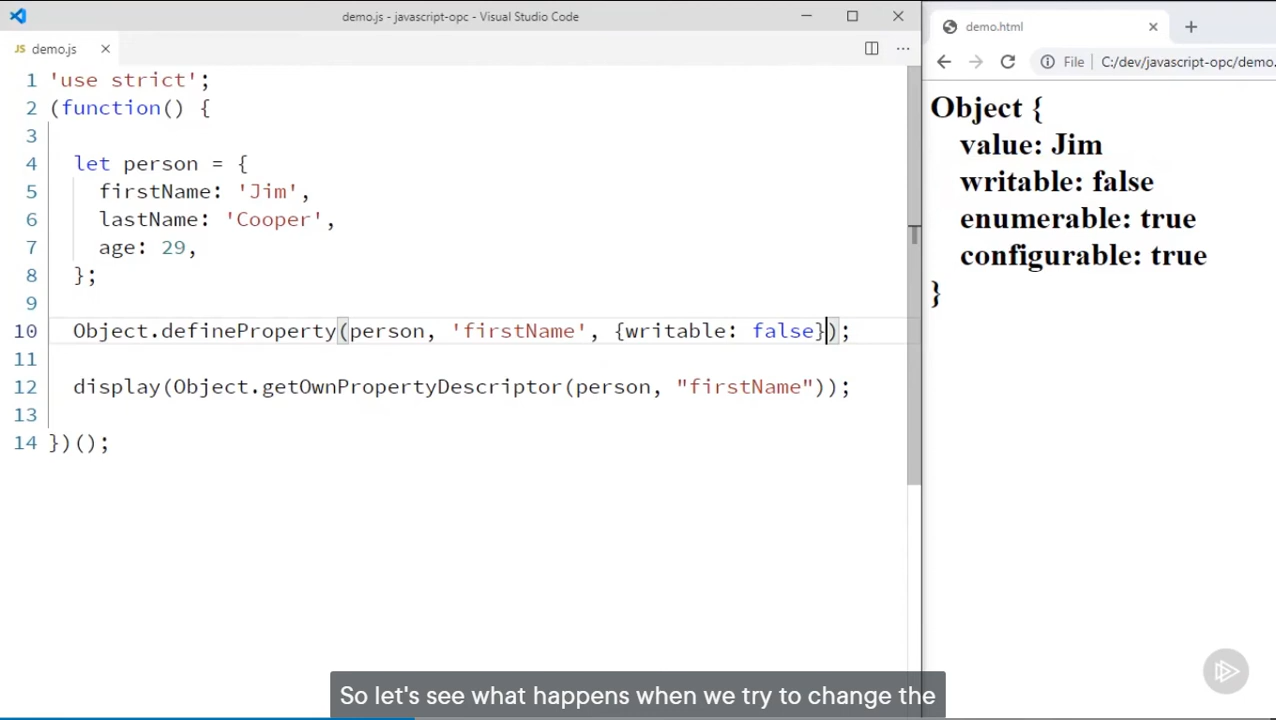 demo.js - javascript-opc - Visual Studio Code
JS demo.js
1 'use strict';
2 (function() {
3
4 let person = {
5 firstName: 'Jim',
6 lastName: 'Cooper',
7 age: 29,
8 };
9
10 Object.defineProperty(person, 'firstName', {writable: false});
11
12 display(Object.getOwnPropertyDescriptor(person, "firstName"));
13
14 })();
demo.html
File C:/dev/javascript-opc/demo.
Object {
value: Jim
writable: false
enumerable: true
configurable: true
}
So let's see what happens when we try to change the